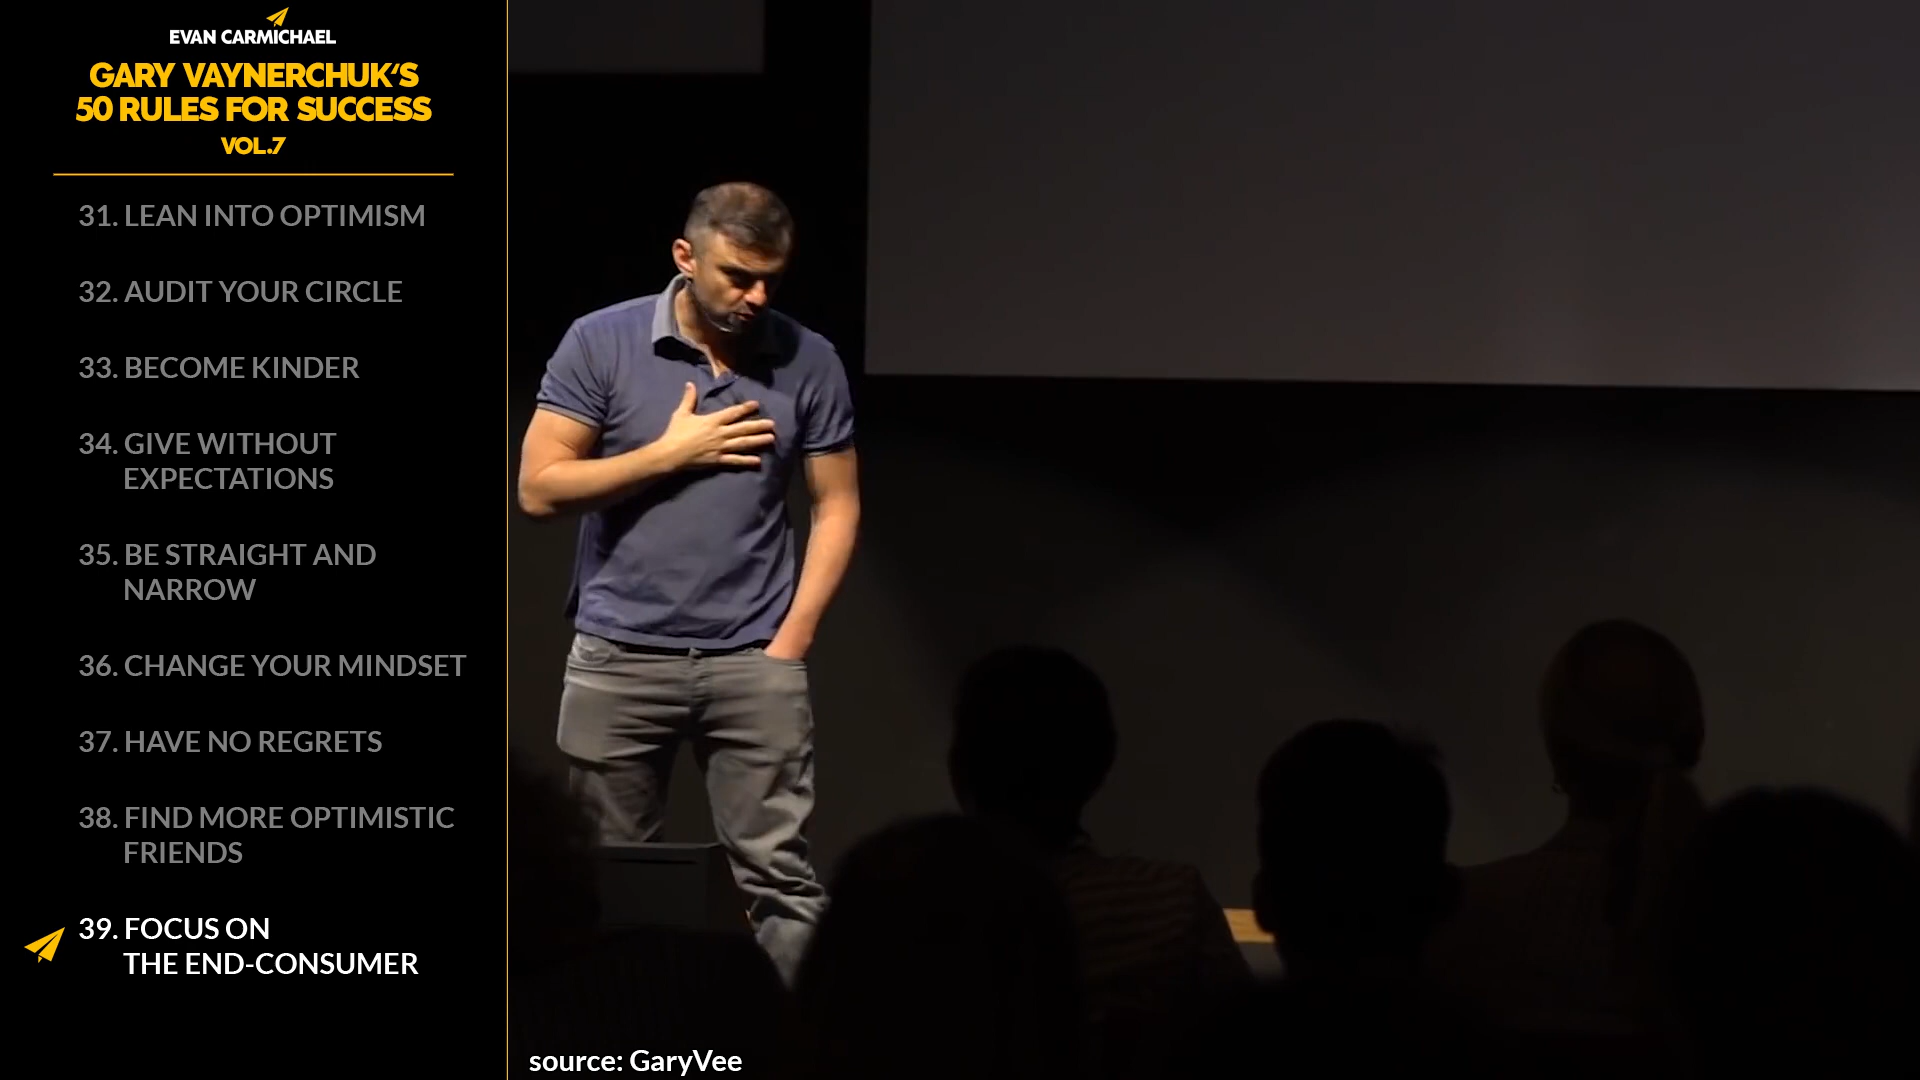 EVAN CARMICHAEL
GARY VAYNERCHUK'S
50 RULES FOR SUCCESS
VOL.7
31. LEAN INTO OPTIMISM
32. AUDIT YOUR CIRCLE
33. BECOME KINDER
34. GIVE WITHOUT
EXPECTATIONS
35. BE STRAIGHT AND
NARROW
36. CHANGE YOUR MINDSET
37. HAVE NO REGRETS
38. FIND MORE OPTIMISTIC
FRIENDS
39. FOCUS ON
THE END-CONSUMER
source: GaryVee